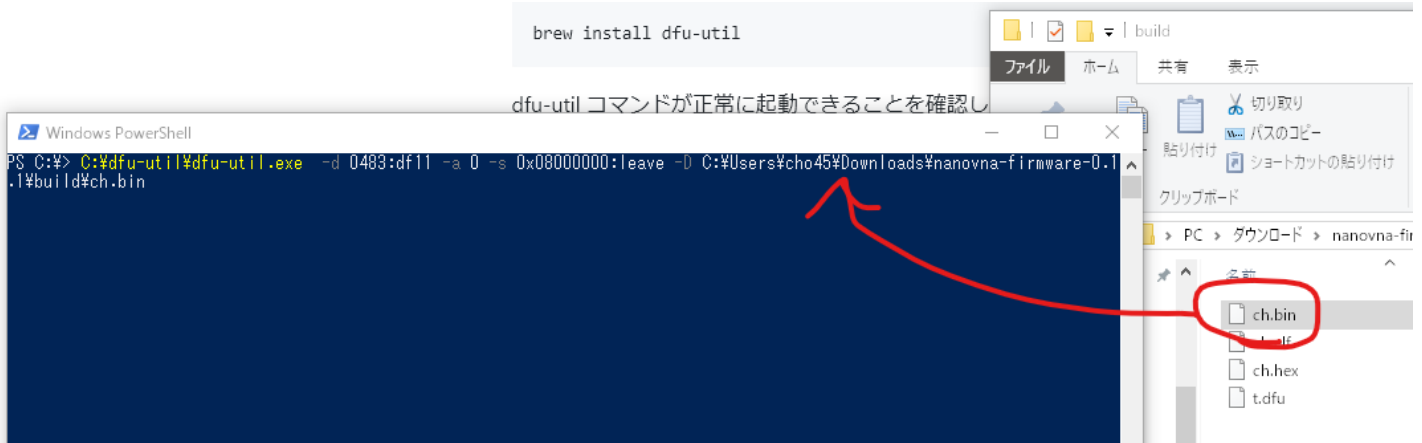 brew install dfu-util
dfu-util コマンドが正常に起動できることを確認し
build
ファイル ホーム 共有 表示
切り取り
パスのコピー
貼り付け
ショートカットの貼り付け
クリップボード
Windows PowerShell
PS C:¥> C:¥dfu-util¥dfu-util.exe -d 0483:df11 -a 0 -s 0x08000000:leave -D C:¥Users¥cho45¥Downloads¥nanovna-firmware-0.1
.1¥build¥ch.bin
PC › ダウンロード › nanovna-fir
名前
ch.bin
ch.hex
t.dfu